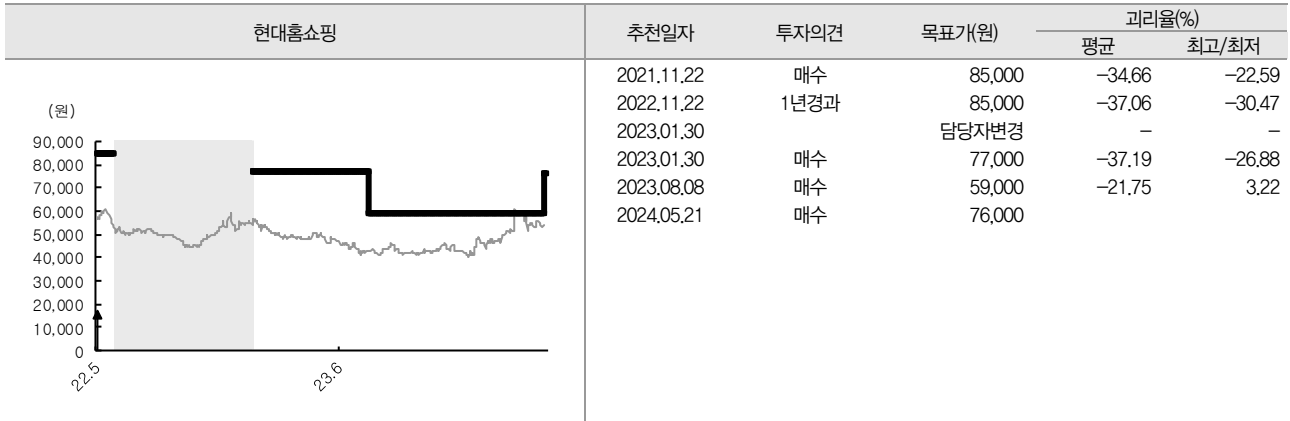 현대홈쇼핑 추천일자 투자의견 목표가(원) 괴리율(%)
평균 최고/최저
2021.11.22 매수 85,000 -34.66 -22.59
2022.11.22 1년경과 85,000 -37.06 -30.47
2023.01.30 담당자변경 - -
2023.01.30 매수 77,000 -37.19 -26.88
2023.08.08 매수 59,000 -21.75 3.22
2024.05.21 매수 76,000
(원)
90,000
80,000
70,000
60,000
50,000
40,000
30,000
20,000
10,000
0
22.5 23.6